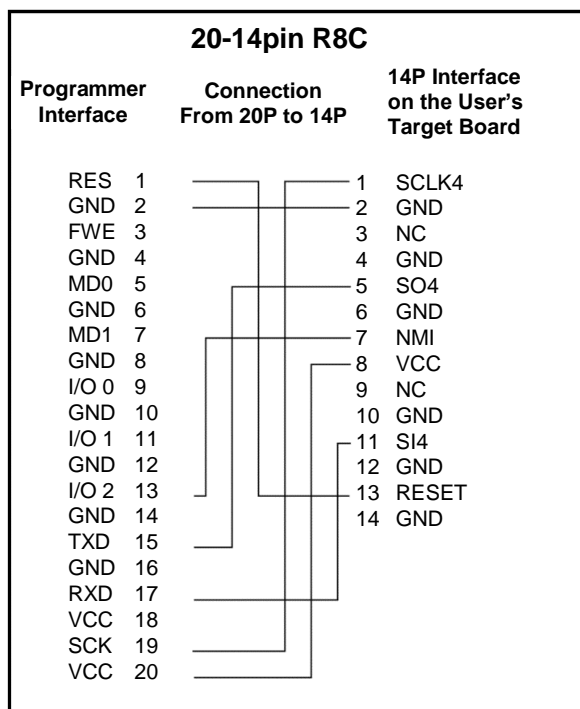 20-14pin R8C
Programmer
Interface
Connection
From 20P to 14P
14P Interface
on the User's
Target Board
RES 1
GND 2
FWE 3
GND 4
MD0 5
GND 6
MD1 7
GND 8
I/O 0 9
GND 10
I/O 1 11
GND 12
I/O 2 13
GND 14
TXD 15
GND 16
RXD 17
VCC 18
SCK 19
VCC 20
1 SCLK4
2 GND
3 NC
4 GND
5 SO4
6 GND
7 NMI
8 VCC
9 NC
10 GND
11 SI4
12 GND
13 RESET
14 GND